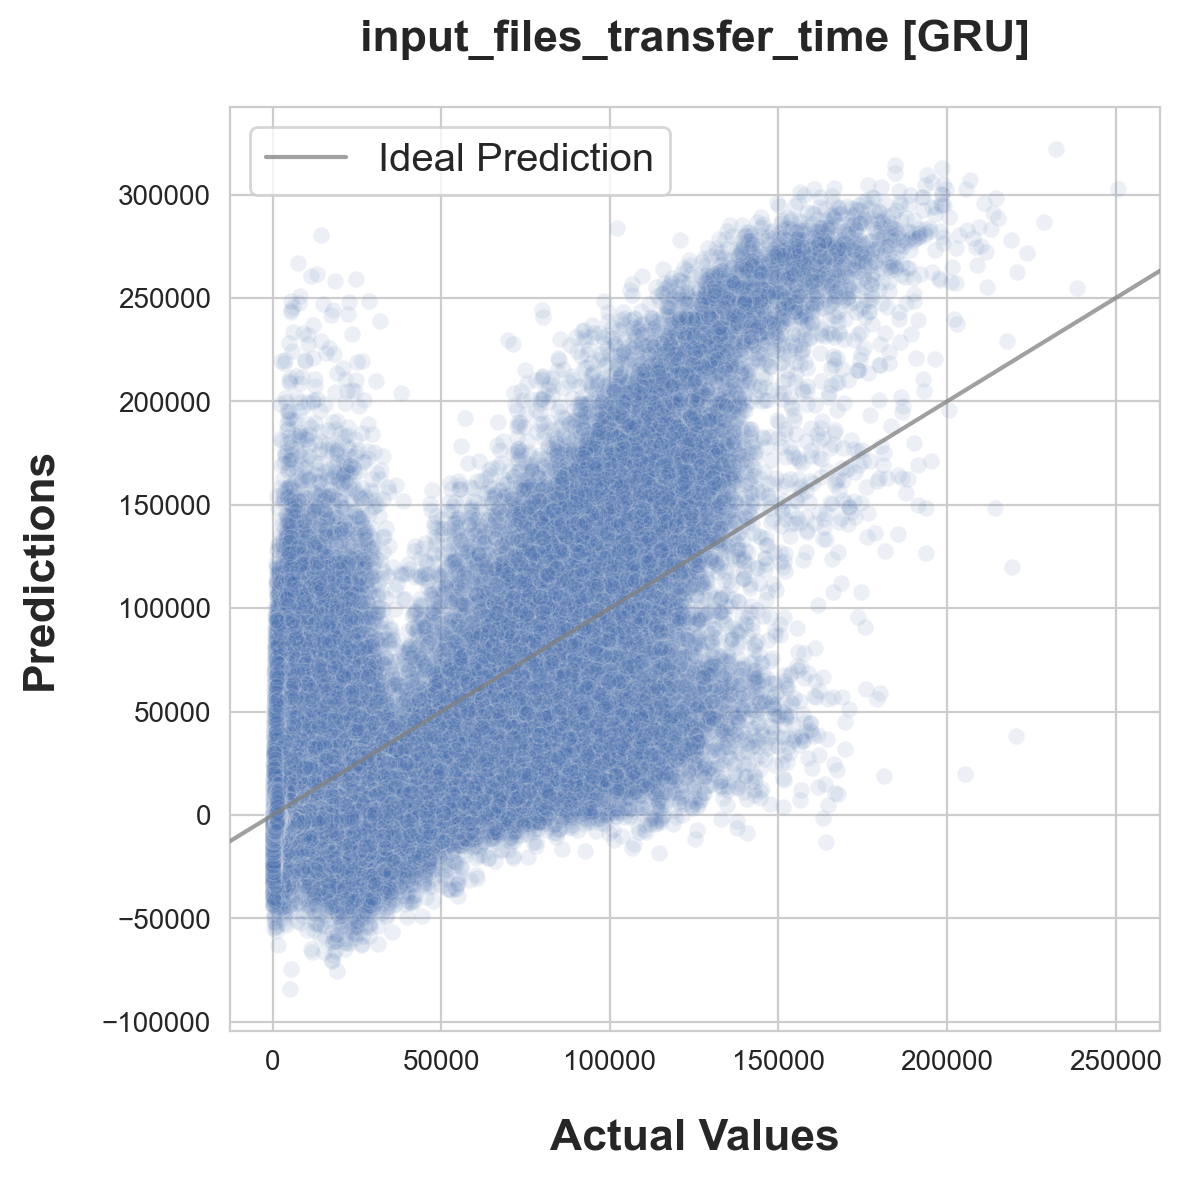 input_files_transfer_time [GRU]
Ideal Prediction
300000
250000
200000
150000
100000
50000
0
−50000
−100000
Predictions
0 50000 100000 150000 200000 250000
Actual Values